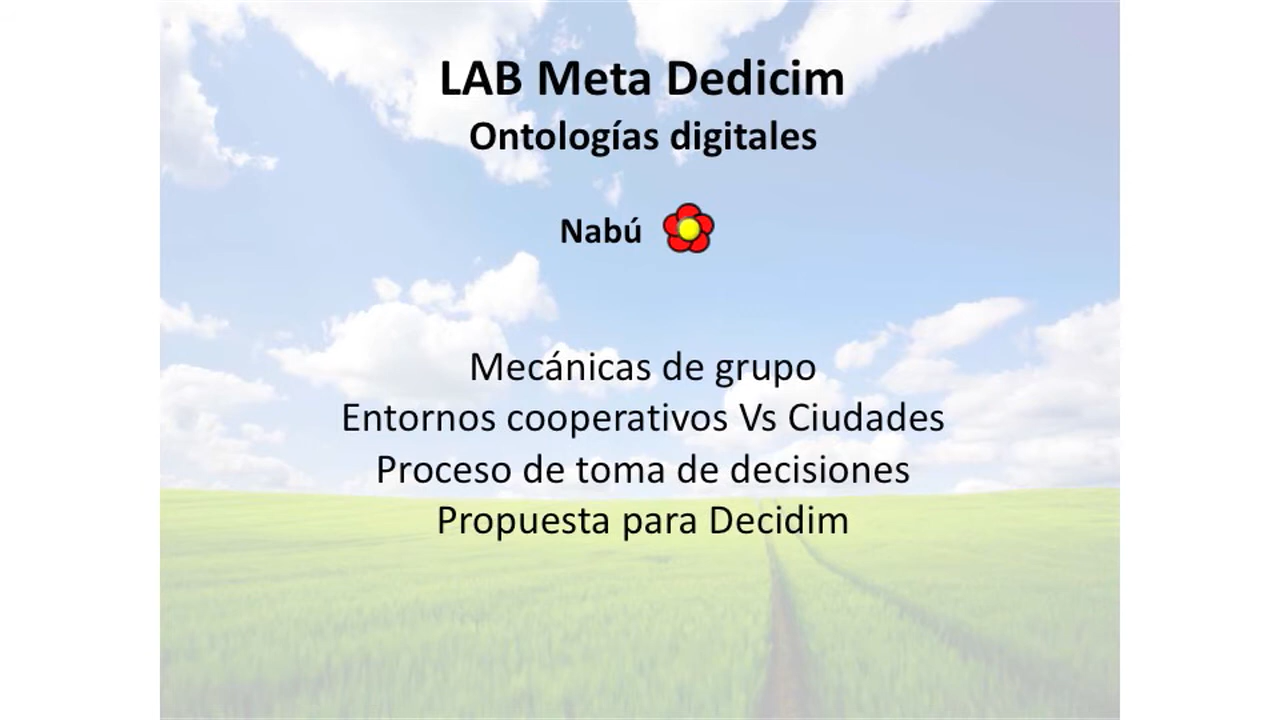 LAB Meta Dedicim
Ontologías digitales
Nabú
Mecánicas de grupo
Entornos cooperativos Vs Ciudades
Proceso de toma de decisiones
Propuesta para Decidim